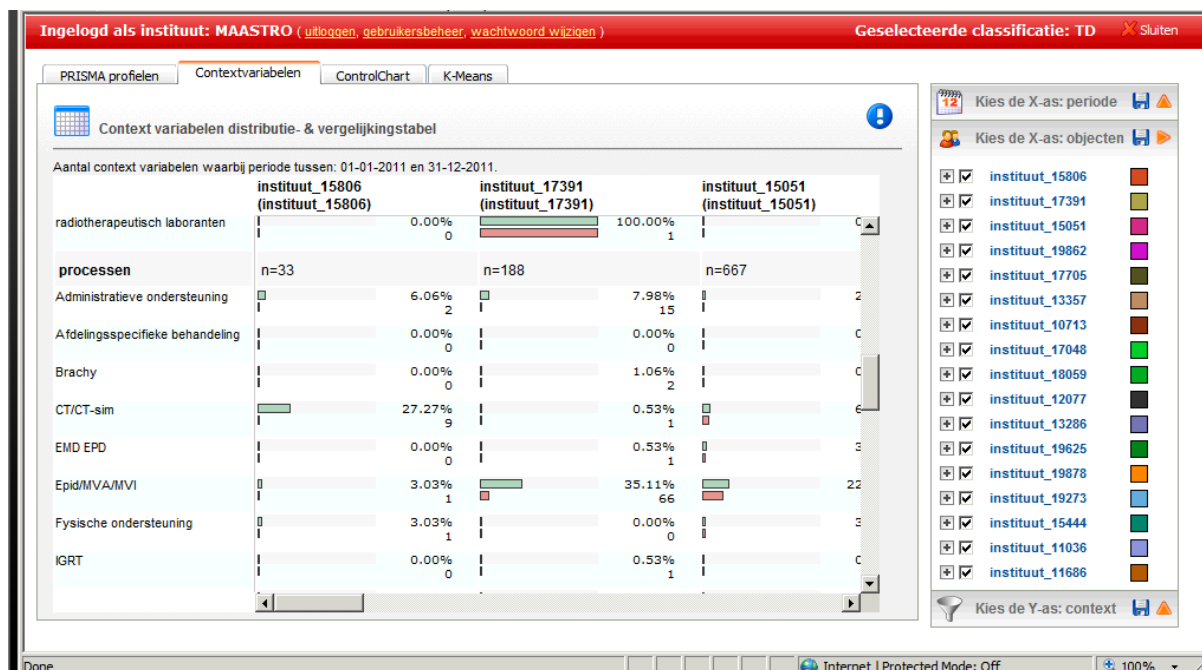 Ingelogd als instituut: MAASTRO ( uitloggen, gebruikersbeheer, wachtwoord wijzigen ) Geselecteerde classificatie: TD Sluiten
PRISMA profielen Contextvariabelen ControlChart K-Means
Context variabelen distributie- & vergelijkingstabel
Aantal context variabelen waarbij periode tussen: 01-01-2011 en 31-12-2011.
instituut_15806 instituut_17391 instituut_15051
(instituut_15806) (instituut_17391) (instituut_15051)
radiotherapeutisch laboranten 0.00% 100.00%
0 1
processen n=33 n=188 n=667
Administratieve ondersteuning 6.06% 7.98% 2
2 15
Afdelingsspecifieke behandeling 0.00% 0.00%
0 0
Brachy 0.00% 1.06%
0 2
CT/CT-sim 27.27% 0.53% 6
9 1
EMD EPD 0.00% 0.53% 3
0 1
Epid/MVA/MVI 3.03% 35.11% 22
1 66
Fysische ondersteuning 3.03% 0.00% 3
1 0
IGRT 0.00% 0.53%
0 1
12 Kies de X-as: periode
Kies de X-as: objecten
instituut_15806
instituut_17391
instituut_15051
instituut_19862
instituut_17705
instituut_13357
instituut_10713
instituut_17048
instituut_18059
instituut_12077
instituut_13286
instituut_19625
instituut_19878
instituut_19273
instituut_15444
instituut_11036
instituut_11686
Kies de Y-as: context
Done Internet | Protected Mode: Off 100%